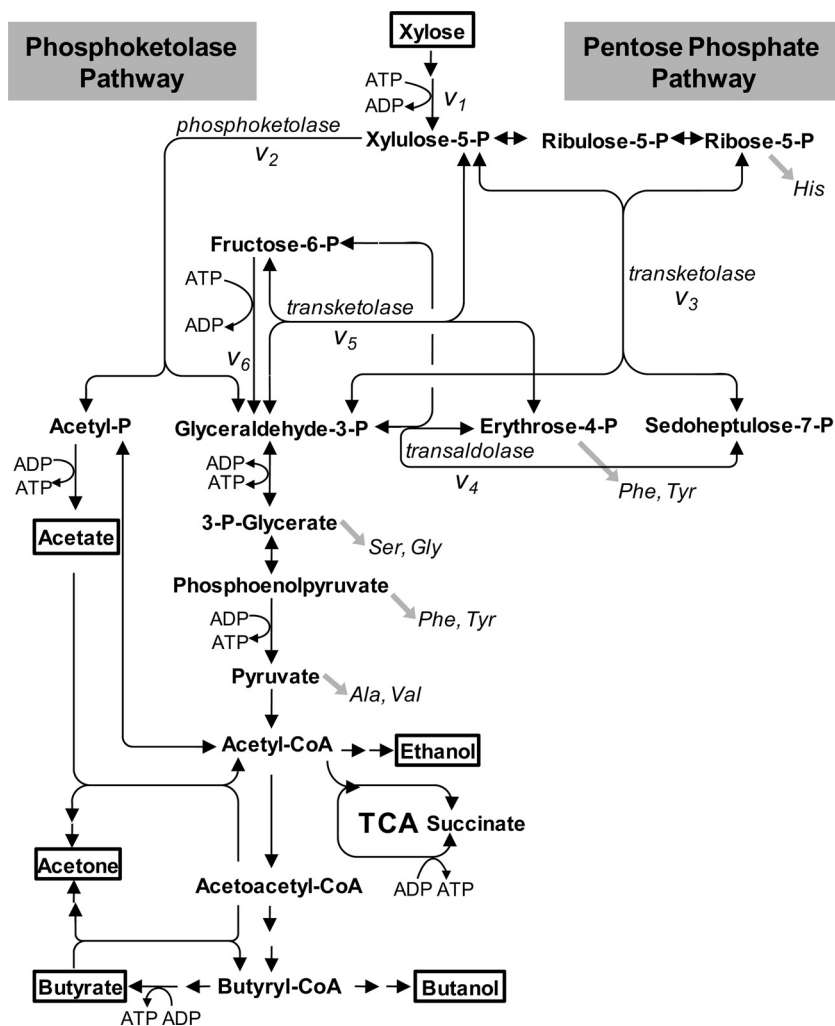 Phosphoketolase
Pathway
Xylose
Pentose Phosphate
Pathway
ATP
ADP
v1
phosphoketolase
v2
Xylulose-5-P
Ribulose-5-P
Ribose-5-P
His
Fructose-6-P
ATP
ADP
v6
transketolase
v5
transketolase
v3
Acetyl-P
Glyceraldehyde-3-P
Erythrose-4-P
Sedoheptulose-7-P
transaldolase
v4
Phe, Tyr
ADP
ATP
ADP
ATP
Acetate
3-P-Glycerate
Ser, Gly
Phosphoenolpyruvate
Phe, Tyr
ADP
ATP
Pyruvate
Ala, Val
Acetyl-CoA
Ethanol
TCA
Succinate
ADP ATP
Acetone
Acetoacetyl-CoA
Butyrate
Butyryl-CoA
Butanol
ATP ADP